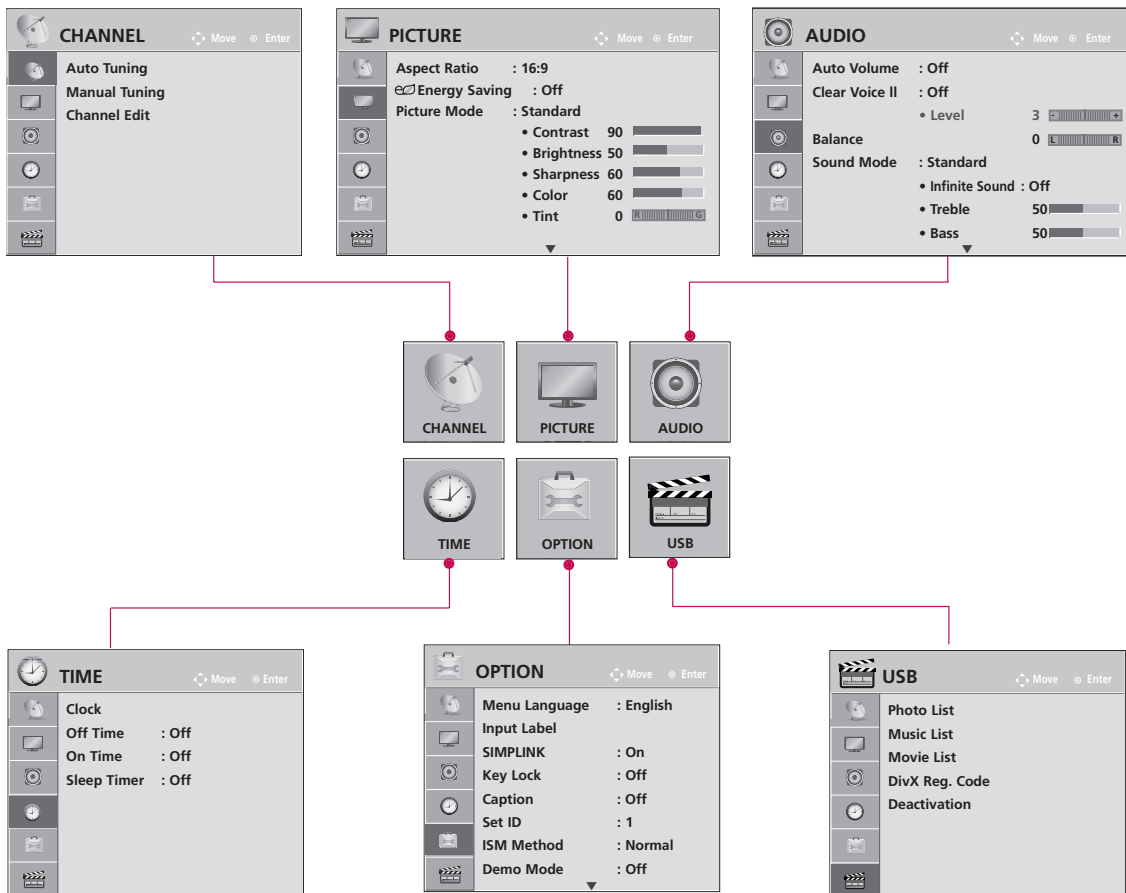 CHANNEL
Move
Enter
Auto Tuning
Manual Tuning
Channel Edit
PICTURE
Move
Enter
Aspect Ratio : 16:9
Energy Saving : Off
Picture Mode : Standard
• Contrast 90
• Brightness 50
• Sharpness 60
• Color 60
• Tint 0 R G
AUDIO
Move
Enter
Auto Volume : Off
Clear Voice ll : Off
• Level 3 - +
Balance 0 L R
Sound Mode : Standard
• Infinite Sound : Off
• Treble 50
• Bass 50
CHANNEL
PICTURE
AUDIO
TIME
OPTION
USB
TIME
Move
Enter
Clock
Off Time : Off
On Time : Off
Sleep Timer : Off
OPTION
Move
Enter
Menu Language : English
Input Label
SIMPLINK : On
Key Lock : Off
Caption : Off
Set ID : 1
ISM Method : Normal
Demo Mode : Off
USB
Move
Enter
Photo List
Music List
Movie List
DivX Reg. Code
Deactivation